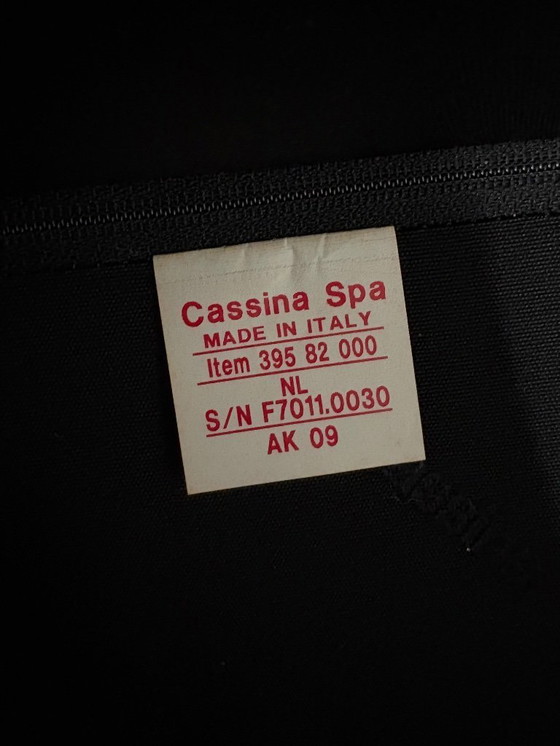 Cassina Spa
MADE IN ITALY
Item 395 82 000
NL
S/N F7011.0030
AK 09